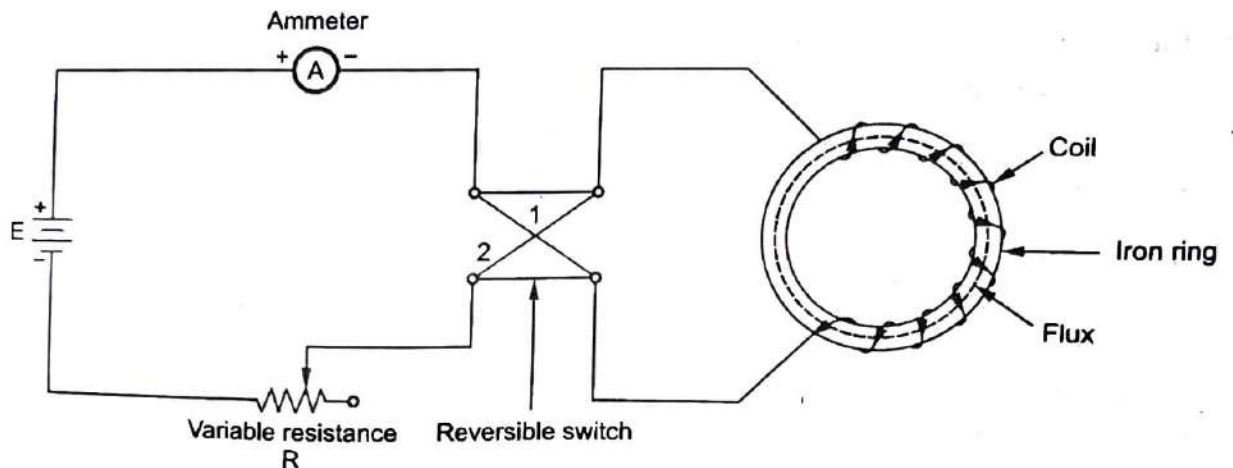 Ammeter
+ A −
Coil
+
1
E
2
−
Iron ring
Flux
Variable resistance
R
Reversible switch